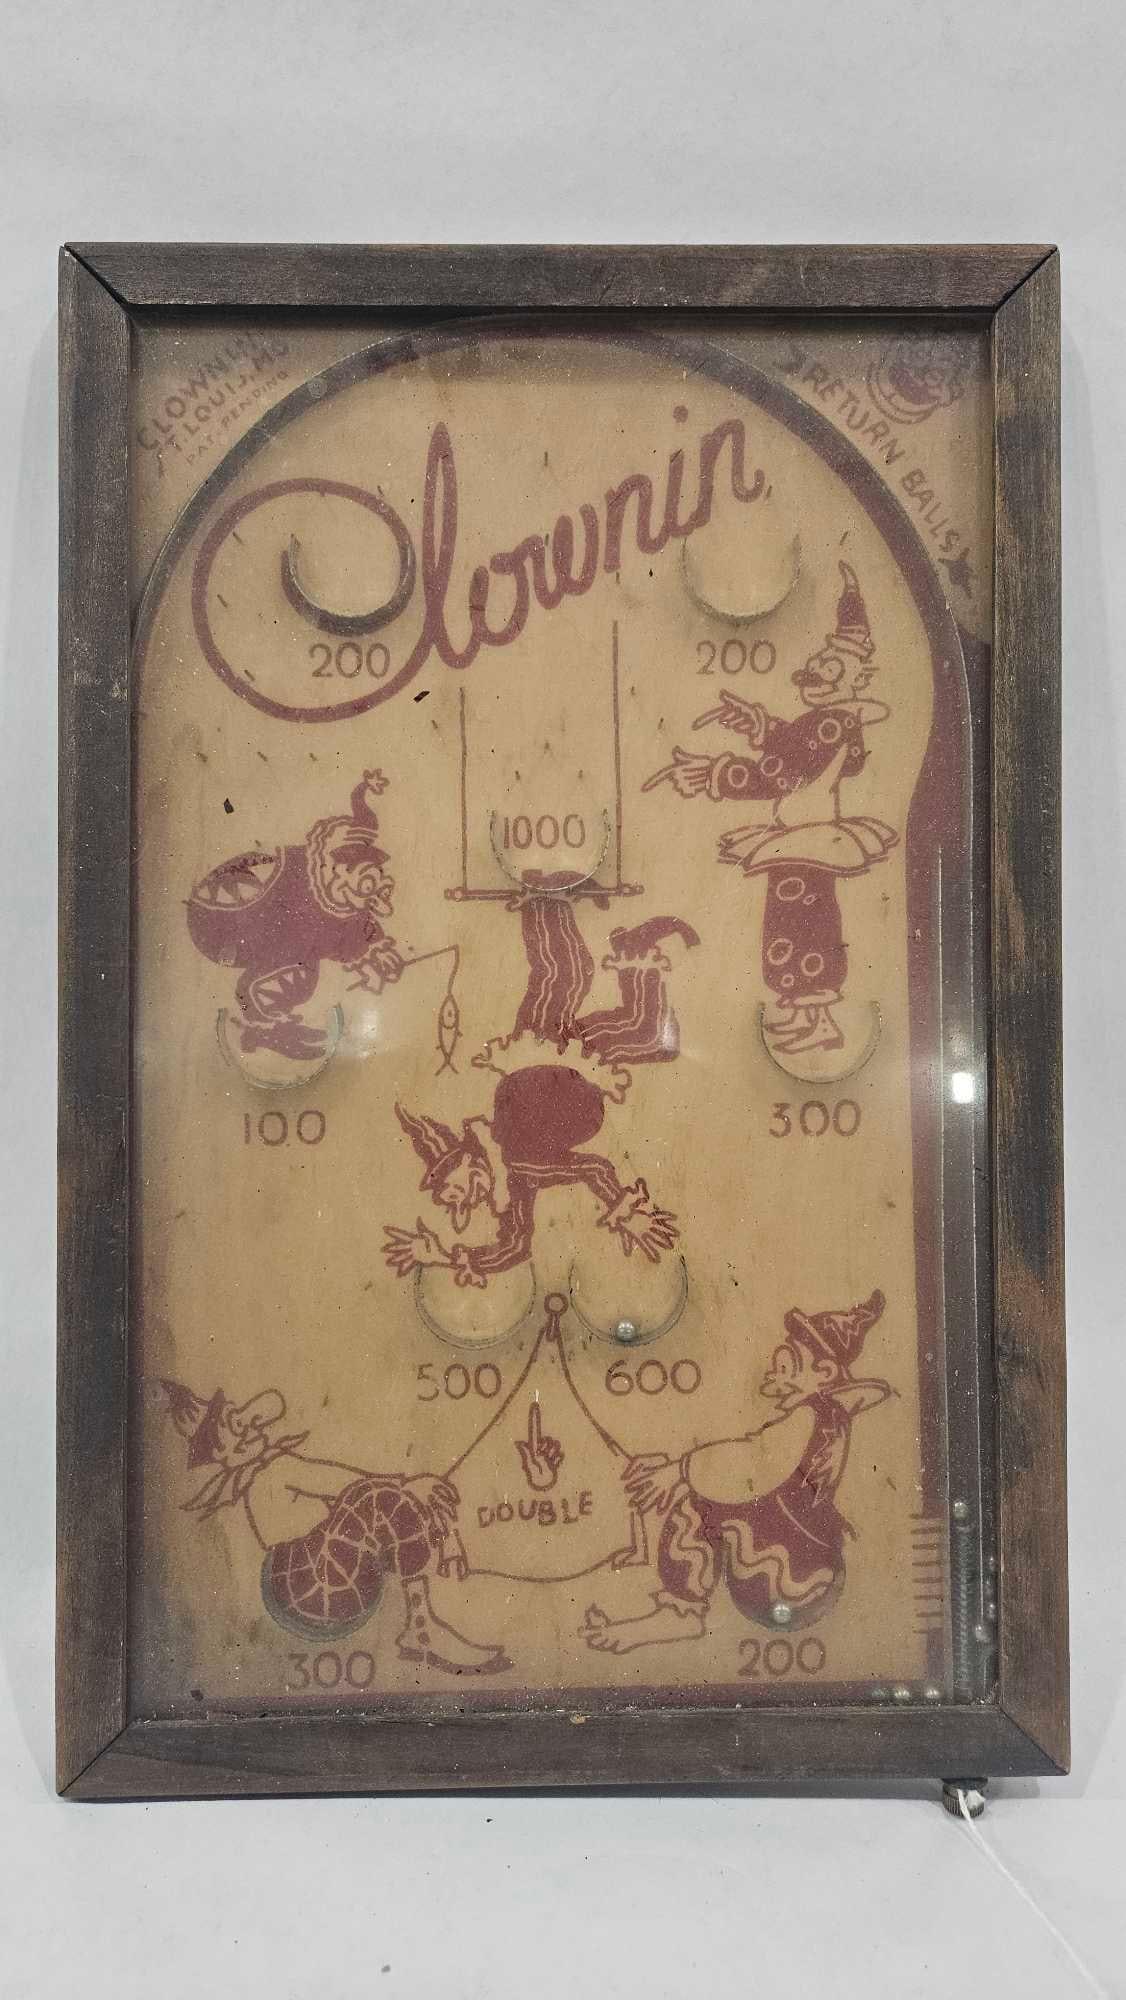 CLOWNIN
ST. LOUIS, MO
PAT. PENDING
RETURN BALLS
Clownin
200
200
1000
100
300
500
600
DOUBLE
300
200